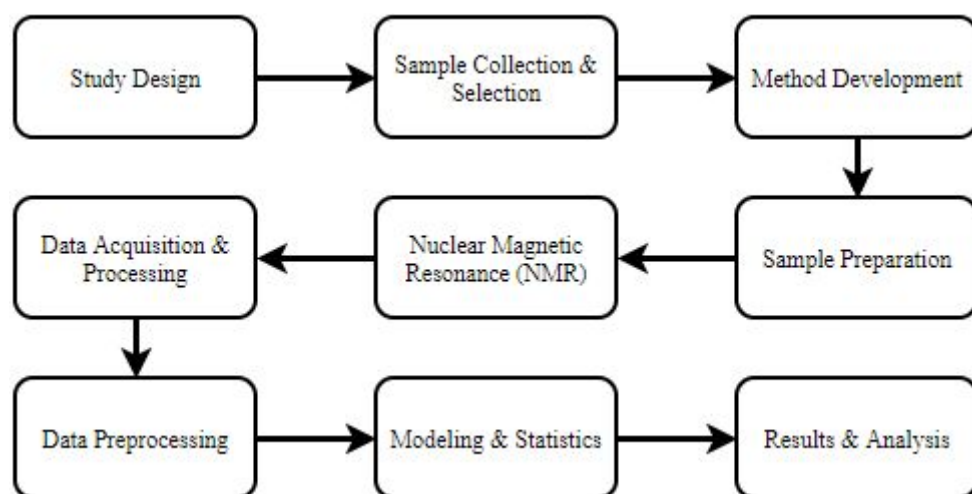 Study Design
Sample Collection &
Selection
Method Development
Sample Preparation
Nuclear Magnetic
Resonance (NMR)
Data Acquisition &
Processing
Data Preprocessing
Modeling & Statistics
Results & Analysis